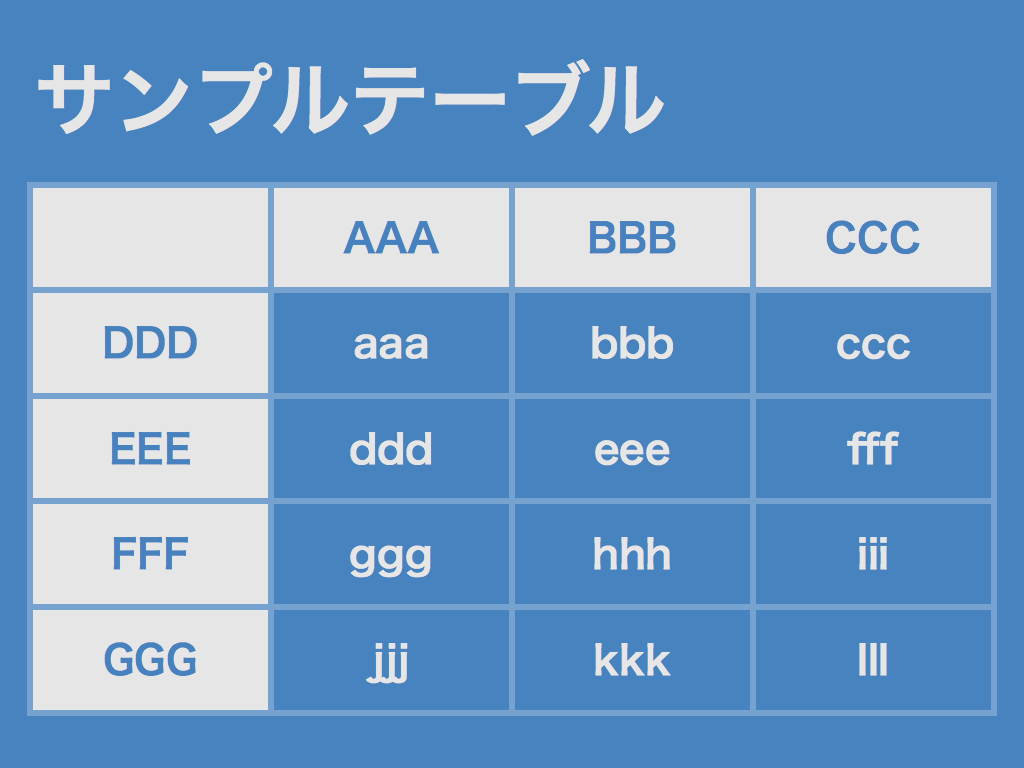 サンプルテーブル
AAA BBB CCC
DDD aaa bbb ccc
EEE ddd eee fff
FFF ggg hhh iii
GGG jjj kkk lll